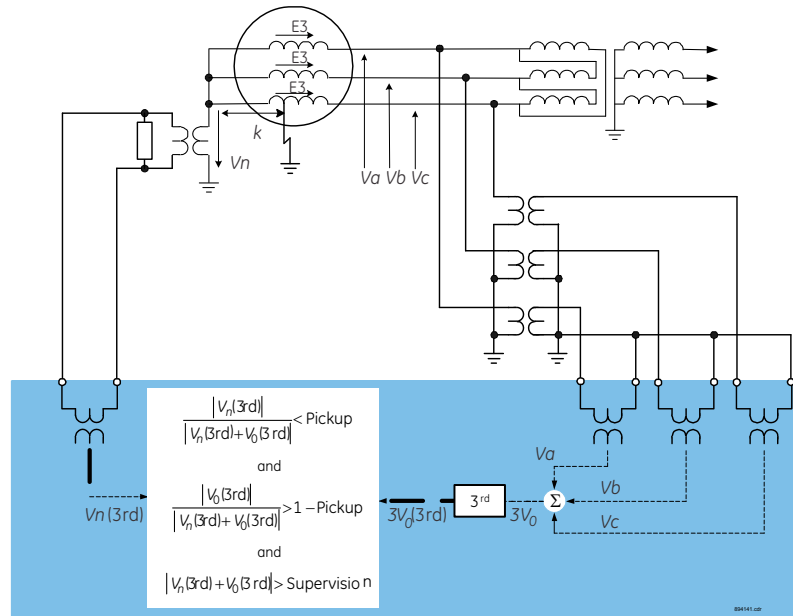 E3
E3
E3
k
Vn
Va Vb Vc
|Vn(3rd)|
|Vn(3rd)+V0(3rd)|
< Pickup
and
|V0(3rd)|
|Vn(3rd)+V0(3rd)|
>1 – Pickup
and
|Vn(3rd)+V0(3rd)|> Supervision
Vn (3rd)
3V0(3rd)
3rd
3V0
Σ
Va
Vb
Vc
894141.cdr